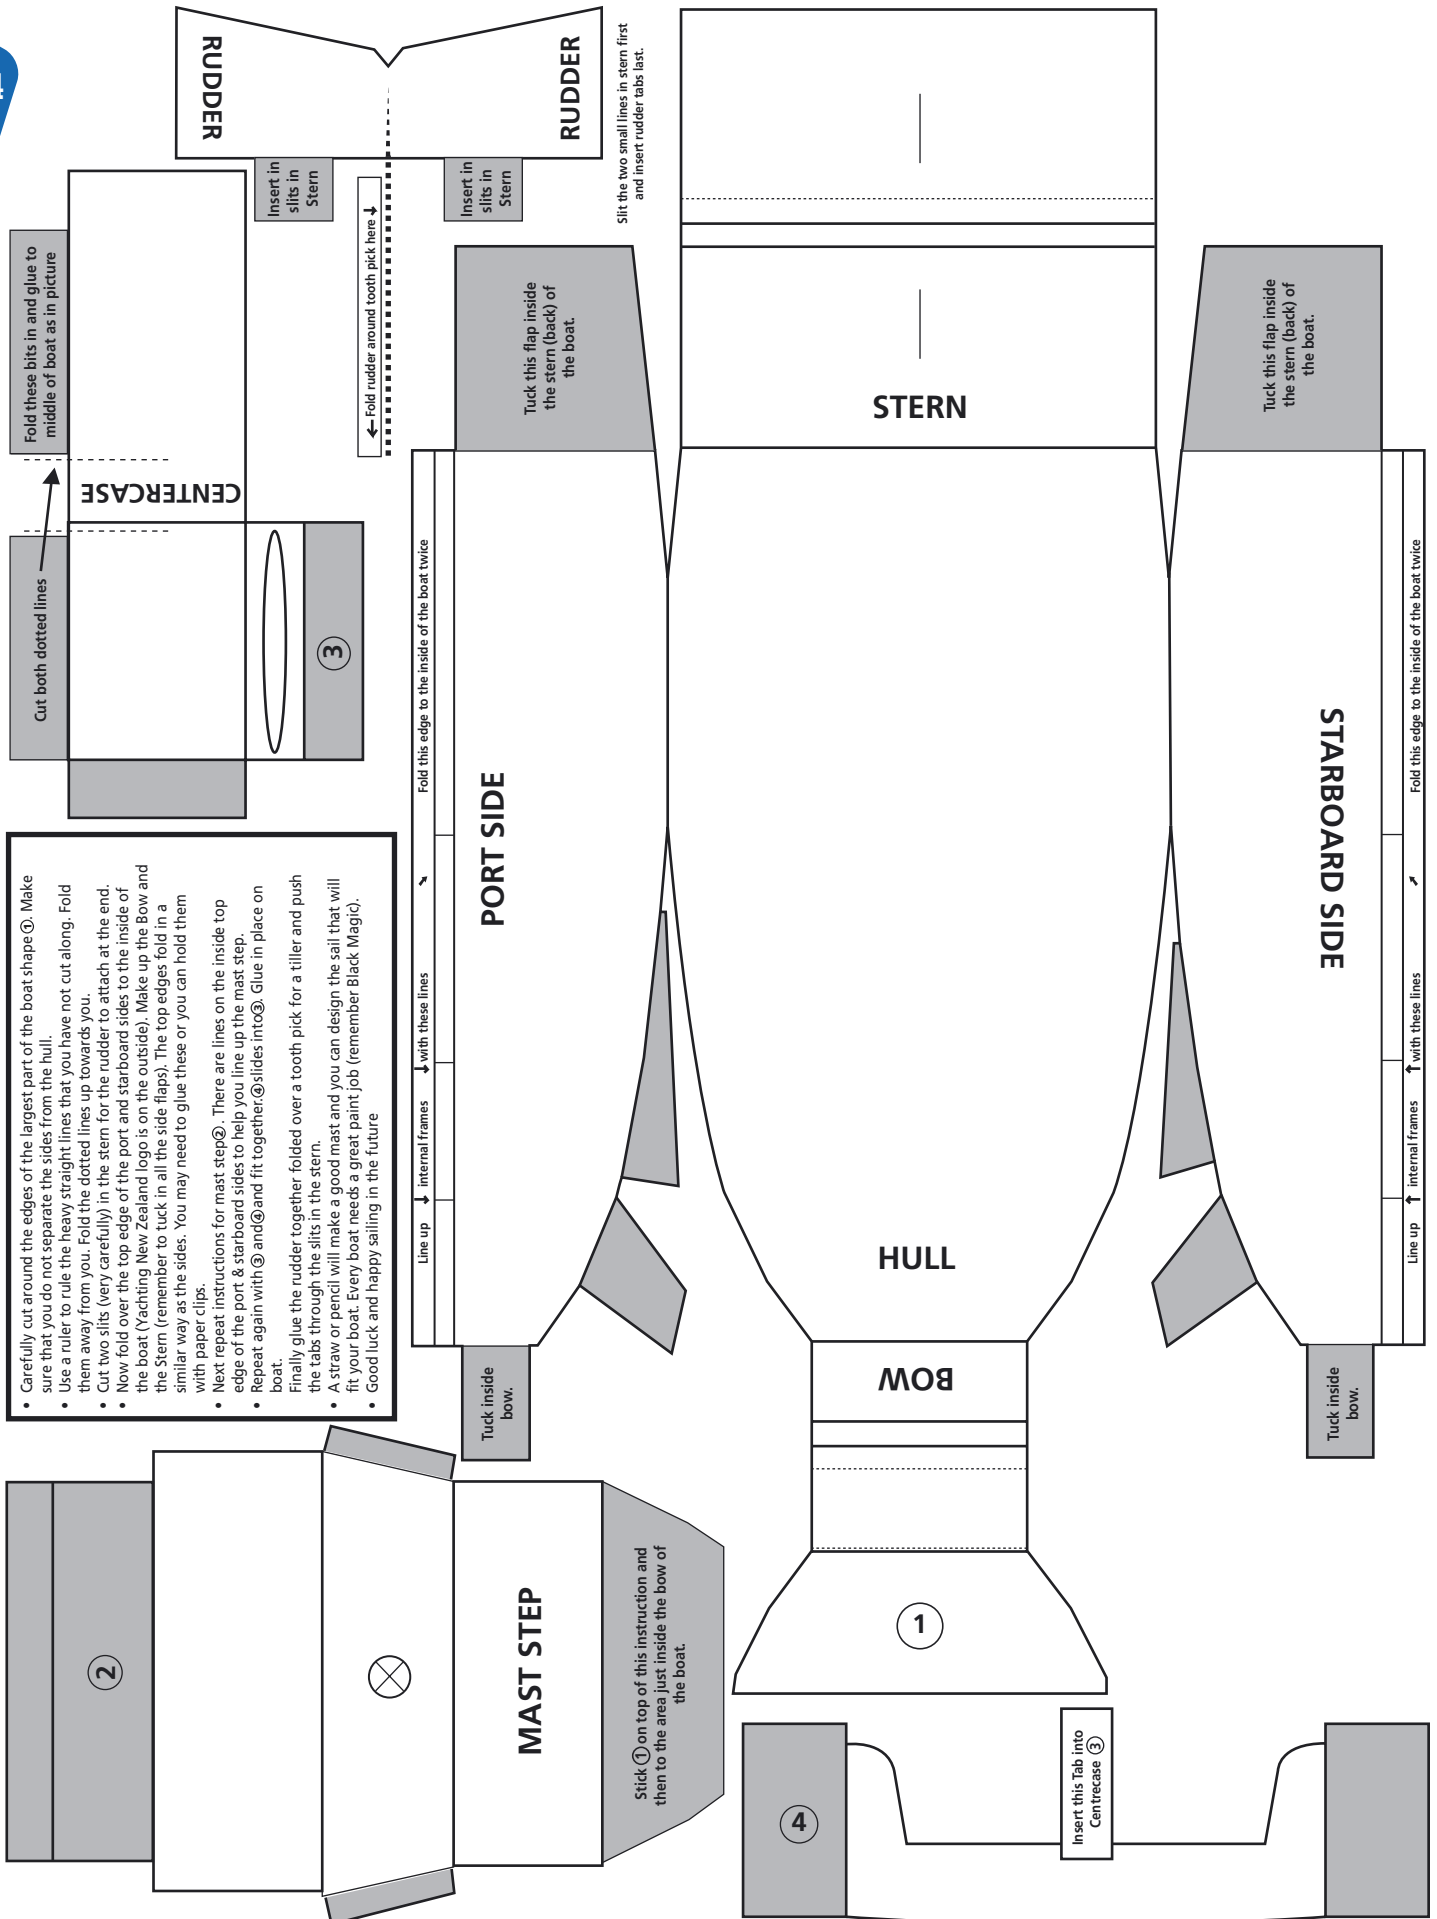 RUDDER
RUDDER
Insert in
slits in
Stern
Insert in
slits in
Stern
Slit the two small lines in stern first
and insert rudder tabs last.
Fold rudder around tooth pick here
Fold these bits in and glue to
middle of boat as in picture
CENTERCASE
Cut both dotted lines
3
Tuck this flap inside
the stern (back) of
the boat.
STERN
Tuck this flap inside
the stern (back) of
the boat.
Fold this edge to the inside of the boat twice
with these lines
internal frames
Line up
PORT SIDE
STARBOARD SIDE
Fold this edge to the inside of the boat twice
with these lines
internal frames
Line up
HULL
BOW
Tuck inside
bow.
Tuck inside
bow.
• Carefully cut around the edges of the largest part of the boat shape ①. Make
sure that you do not separate the sides from the hull.
• Use a ruler to rule the heavy straight lines that you have not cut along. Fold
them away from you. Fold the dotted lines up towards you.
• Cut two slits (very carefully) in the stern for the rudder to attach at the end.
• Now fold over the top edge of the port and starboard sides to the inside of
the boat (Yachting New Zealand logo is on the outside). Make up the Bow and
the Stern (remember to tuck in all the side flaps). The top edges fold in a
similar way as the sides. You may need to glue these or you can hold them
with paper clips.
• Next repeat instructions for mast step②. There are lines on the inside top
edge of the port & starboard sides to help you line up the mast step.
• Repeat again with ③ and④ and fit together.④ slides into③. Glue in place on
boat.
Finally glue the rudder together folded over a tooth pick for a tiller and push
the tabs through the slits in the stern.
• A straw or pencil will make a good mast and you can design the sail that will
fit your boat. Every boat needs a great paint job (remember Black Magic).
• Good luck and happy sailing in the future
2
MAST STEP
Stick ① on top of this instruction and
then to the area just inside the bow of
the boat.
1
4
Insert this Tab into
Centrecase ③